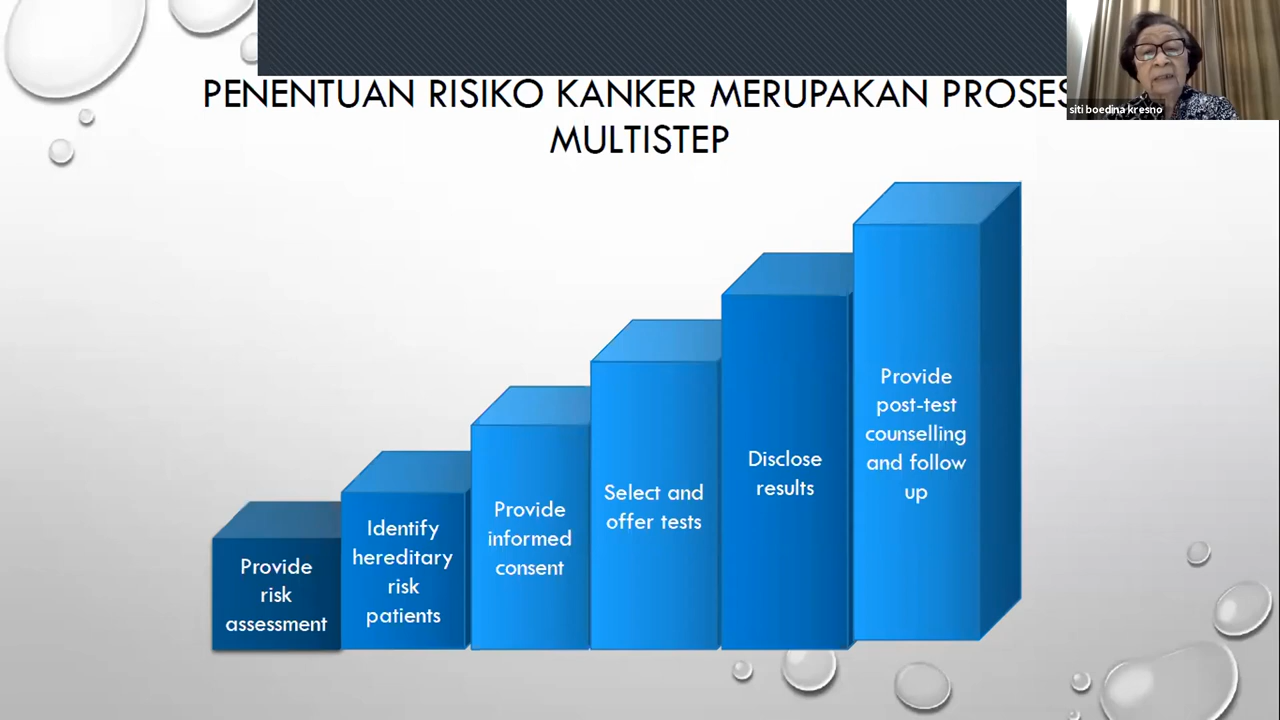 PENENTUAN RISIKO KANKER MERUPAKAN PROSES
MULTISTEP
siti boedina kresno
Provide
risk
assessment
Identify
hereditary
risk
patients
Provide
informed
consent
Select and
offer tests
Disclose
results
Provide
post-test
counselling
and follow
up